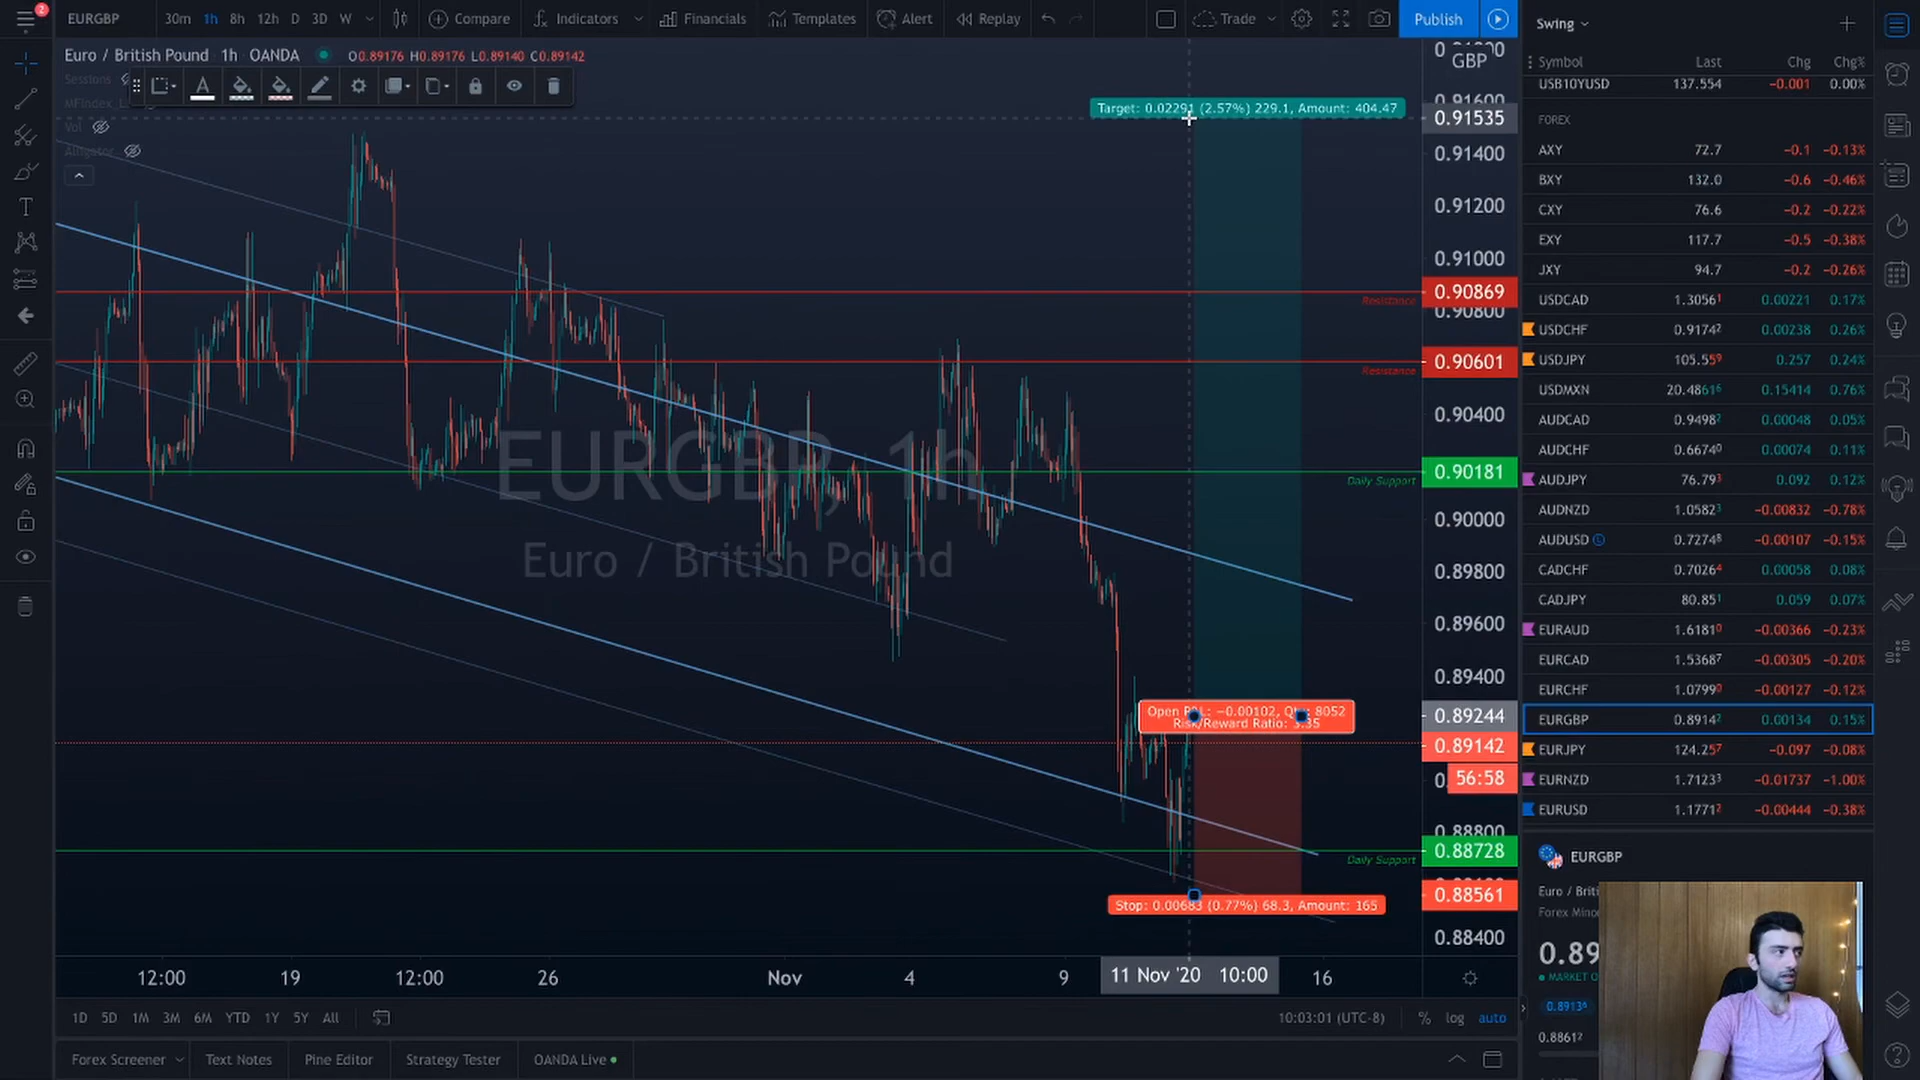 2
EURGBP
30m 1h 8h 12h D 3D W
Compare
Indicators
Financials
Templates
Alert
Replay
Trade
Publish
Euro / British Pound · 1h · OANDA
O0.89176 H0.89176 L0.89140 C0.89142
Sessions
Vol
Alligator
EURGBP, 1h
Euro / British Pound
Target: 0.02291 (2.57%) 229.1, Amount: 404.47
Open P&L: −0.00102, Qty: 8052
Risk/Reward Ratio: 3.35
Stop: 0.00683 (0.77%) 68.3, Amount: 165
Resistance
Resistance
Daily Support
Daily Support
GBP
0.91600
0.91535
0.91400
0.91200
0.91000
0.90869
0.90800
0.90601
0.90400
0.90181
0.90000
0.89800
0.89600
0.89400
0.89244
0.89142
56:58
0.88800
0.88728
0.88561
0.88400
12:00 19 12:00 26 Nov 4 9 11 Nov '20 10:00 16
1D 5D 1M 3M 6M YTD 1Y 5Y All
10:03:01 (UTC-8) % log auto
Forex Screener Text Notes Pine Editor Strategy Tester OANDA Live
Swing
Symbol Last Chg Chg%
USB10YUSD 137.554 −0.001 0.00%
FOREX
AXY 72.7 −0.1 −0.13%
BXY 132.0 −0.6 −0.46%
CXY 76.6 −0.2 −0.22%
EXY 117.7 −0.5 −0.38%
JXY 94.7 −0.2 −0.26%
USDCAD 1.30561 0.00221 0.17%
USDCHF 0.91742 0.00238 0.26%
USDJPY 105.559 0.257 0.24%
USDMXN 20.48616 0.15414 0.76%
AUDCAD 0.94982 0.00048 0.05%
AUDCHF 0.66740 0.00074 0.11%
AUDJPY 76.793 0.092 0.12%
AUDNZD 1.05823 −0.00832 −0.78%
AUDUSD 0.72748 −0.00107 −0.15%
CADCHF 0.70264 0.00058 0.08%
CADJPY 80.851 0.059 0.07%
EURAUD 1.61810 −0.00366 −0.23%
EURCAD 1.53687 −0.00305 −0.20%
EURCHF 1.07990 −0.00127 −0.12%
EURGBP 0.89142 0.00134 0.15%
EURJPY 124.257 −0.097 −0.08%
EURNZD 1.71233 −0.01737 −1.00%
EURUSD 1.17712 −0.00444 −0.38%
EURGBP
Euro / Briti
Forex Mino
0.89
MARKET O
0.89136
0.88612